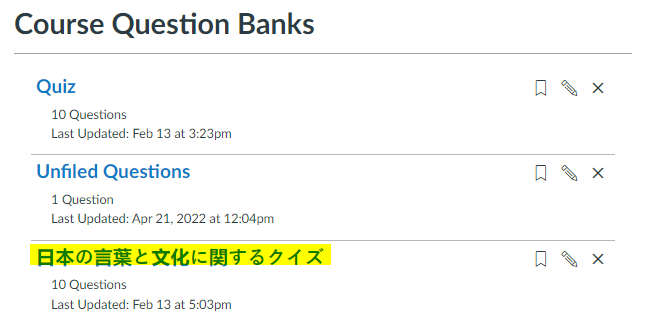 Course Question Banks
Quiz
10 Questions
Last Updated: Feb 13 at 3:23pm
Unfiled Questions
1 Question
Last Updated: Apr 21, 2022 at 12:04pm
日本の言葉と文化に関するクイズ
10 Questions
Last Updated: Feb 13 at 5:03pm